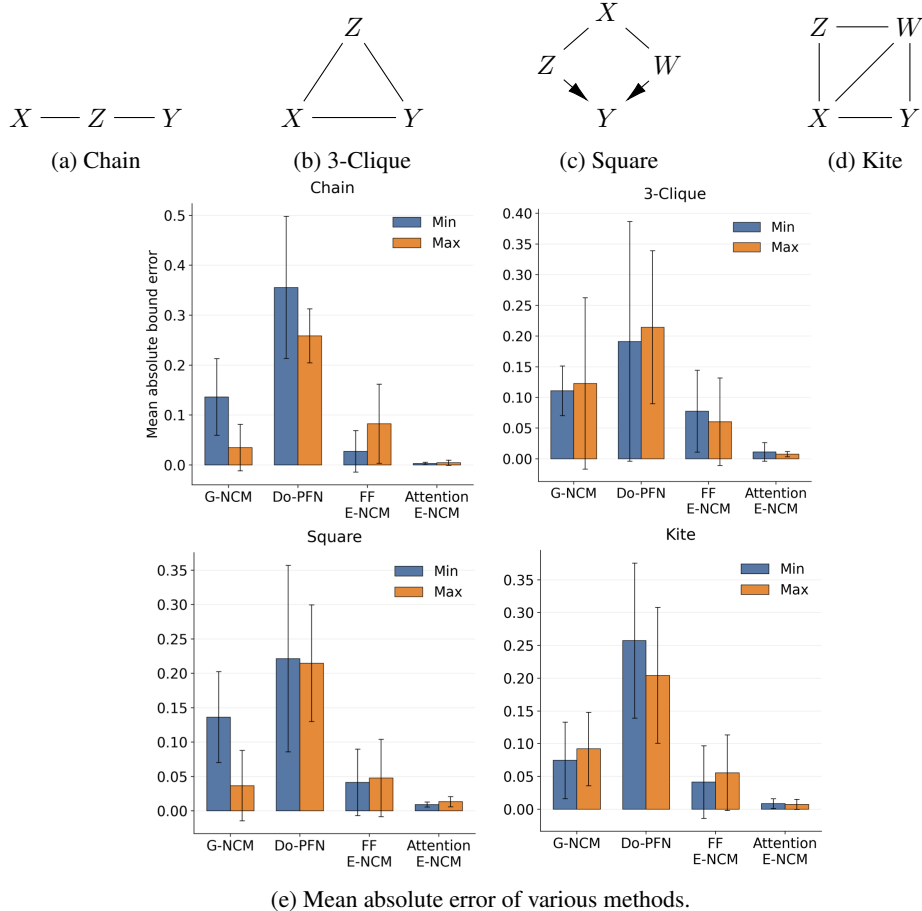 Z
X
Z W
Z W
X Z Y
X Y
Y
X Y
(a) Chain
(b) 3-Clique
(c) Square
(d) Kite
Chain
Mean absolute bound error
0.5
0.4
0.3
0.2
0.1
0.0
Min
Max
G-NCM Do-PFN FF E-NCM Attention E-NCM
3-Clique
0.40
0.35
0.30
0.25
0.20
0.15
0.10
0.05
0.00
Min
Max
G-NCM Do-PFN FF E-NCM Attention E-NCM
Square
0.35
0.30
0.25
0.20
0.15
0.10
0.05
0.00
Min
Max
G-NCM Do-PFN FF E-NCM Attention E-NCM
Kite
0.35
0.30
0.25
0.20
0.15
0.10
0.05
0.00
Min
Max
G-NCM Do-PFN FF E-NCM Attention E-NCM
(e) Mean absolute error of various methods.